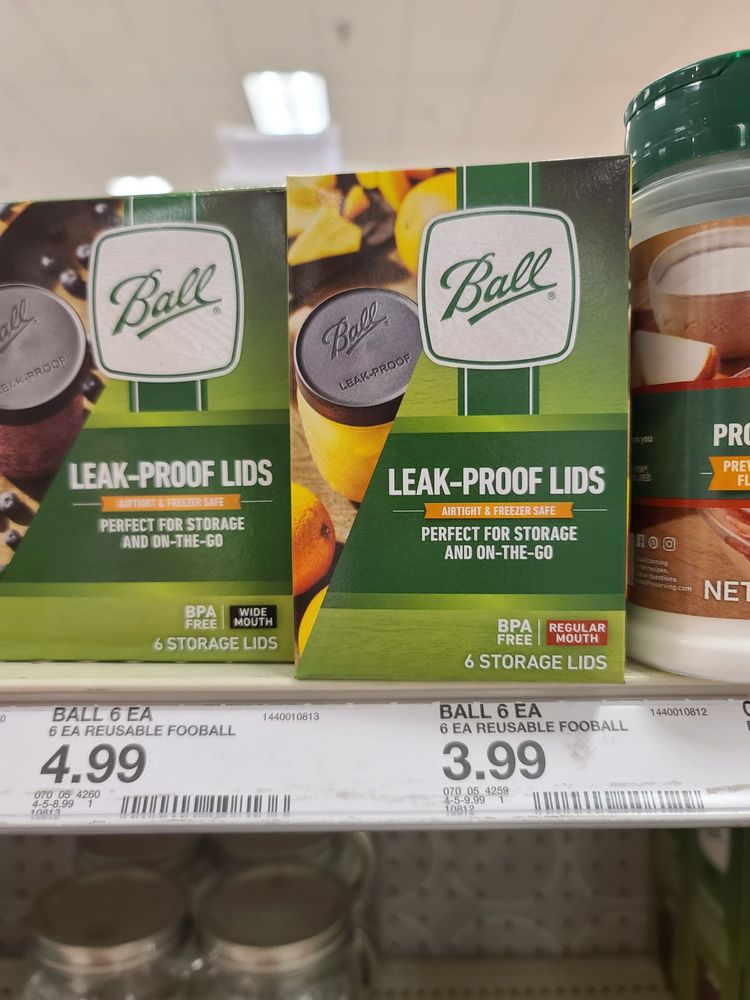 Ball®
LEAK-PROOF LIDS
AIRTIGHT & FREEZER SAFE
PERFECT FOR STORAGE
AND ON-THE-GO
BPA
FREE
WIDE
MOUTH
6 STORAGE LIDS
Ball
LEAK-PROOF
Ball®
LEAK-PROOF LIDS
AIRTIGHT & FREEZER SAFE
PERFECT FOR STORAGE
AND ON-THE-GO
BPA
FREE
REGULAR
MOUTH
6 STORAGE LIDS
PRO
PREV
FL
NET
BALL 6 EA
1440010813
6 EA REUSABLE FOOBALL
4.99
070 05 4260
4-5-8.99 1
10813
BALL 6 EA
1440010812
6 EA REUSABLE FOOBALL
3.99
070 05 4259
4-5-9.99 1
10812